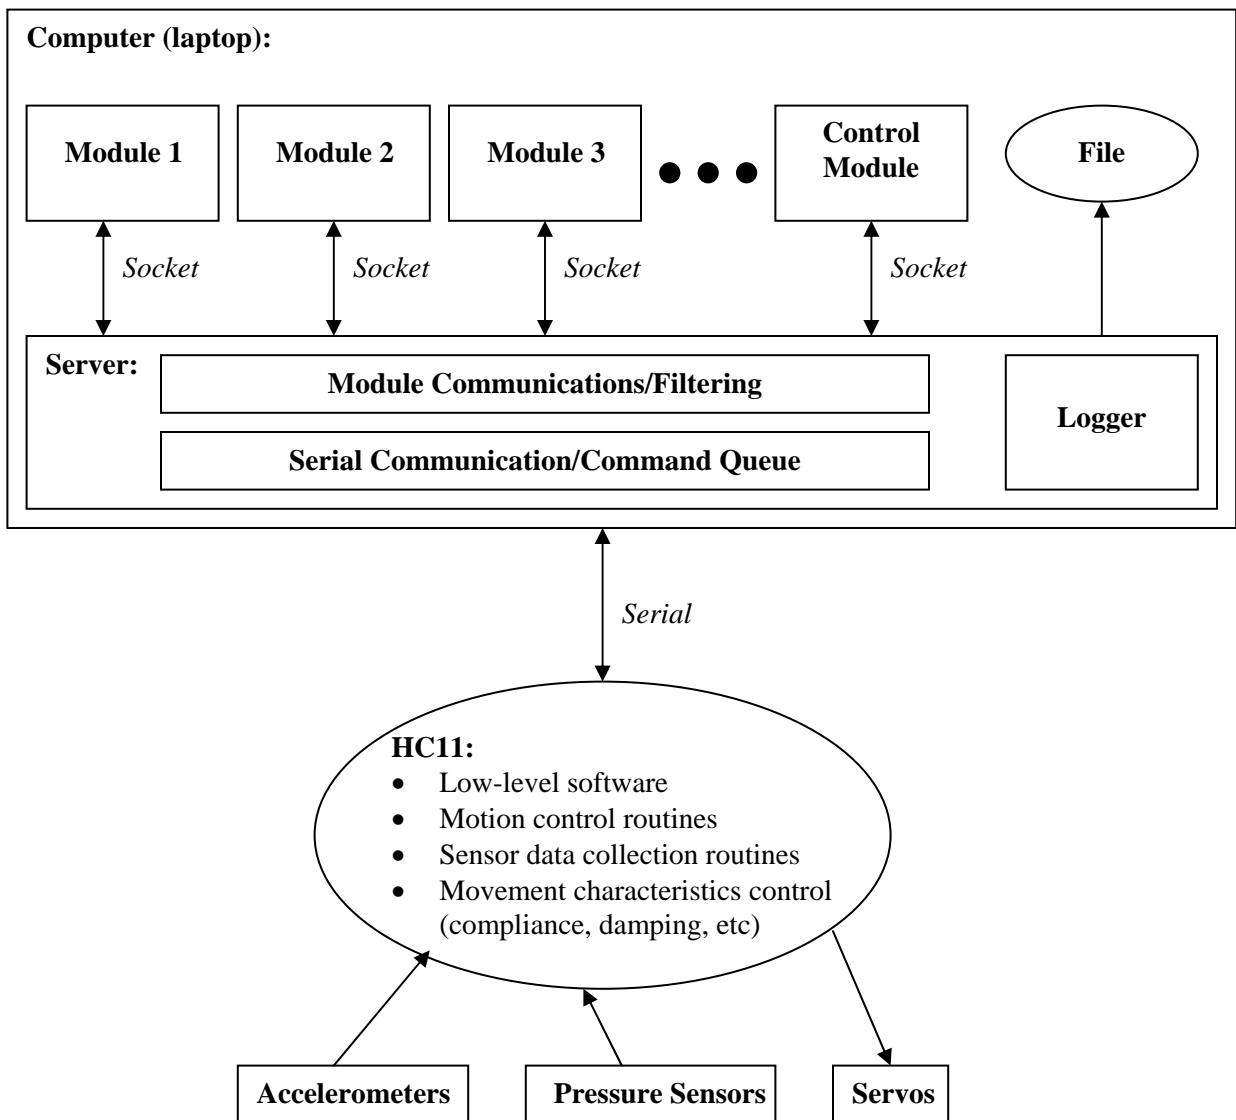 Computer (laptop):
Module 1
Module 2
Module 3
Control
Module
File
Socket
Socket
Socket
Socket
Server:
Module Communications/Filtering
Serial Communication/Command Queue
Logger
Serial
HC11:
• Low-level software
• Motion control routines
• Sensor data collection routines
• Movement characteristics control
(compliance, damping, etc)
Accelerometers
Pressure Sensors
Servos